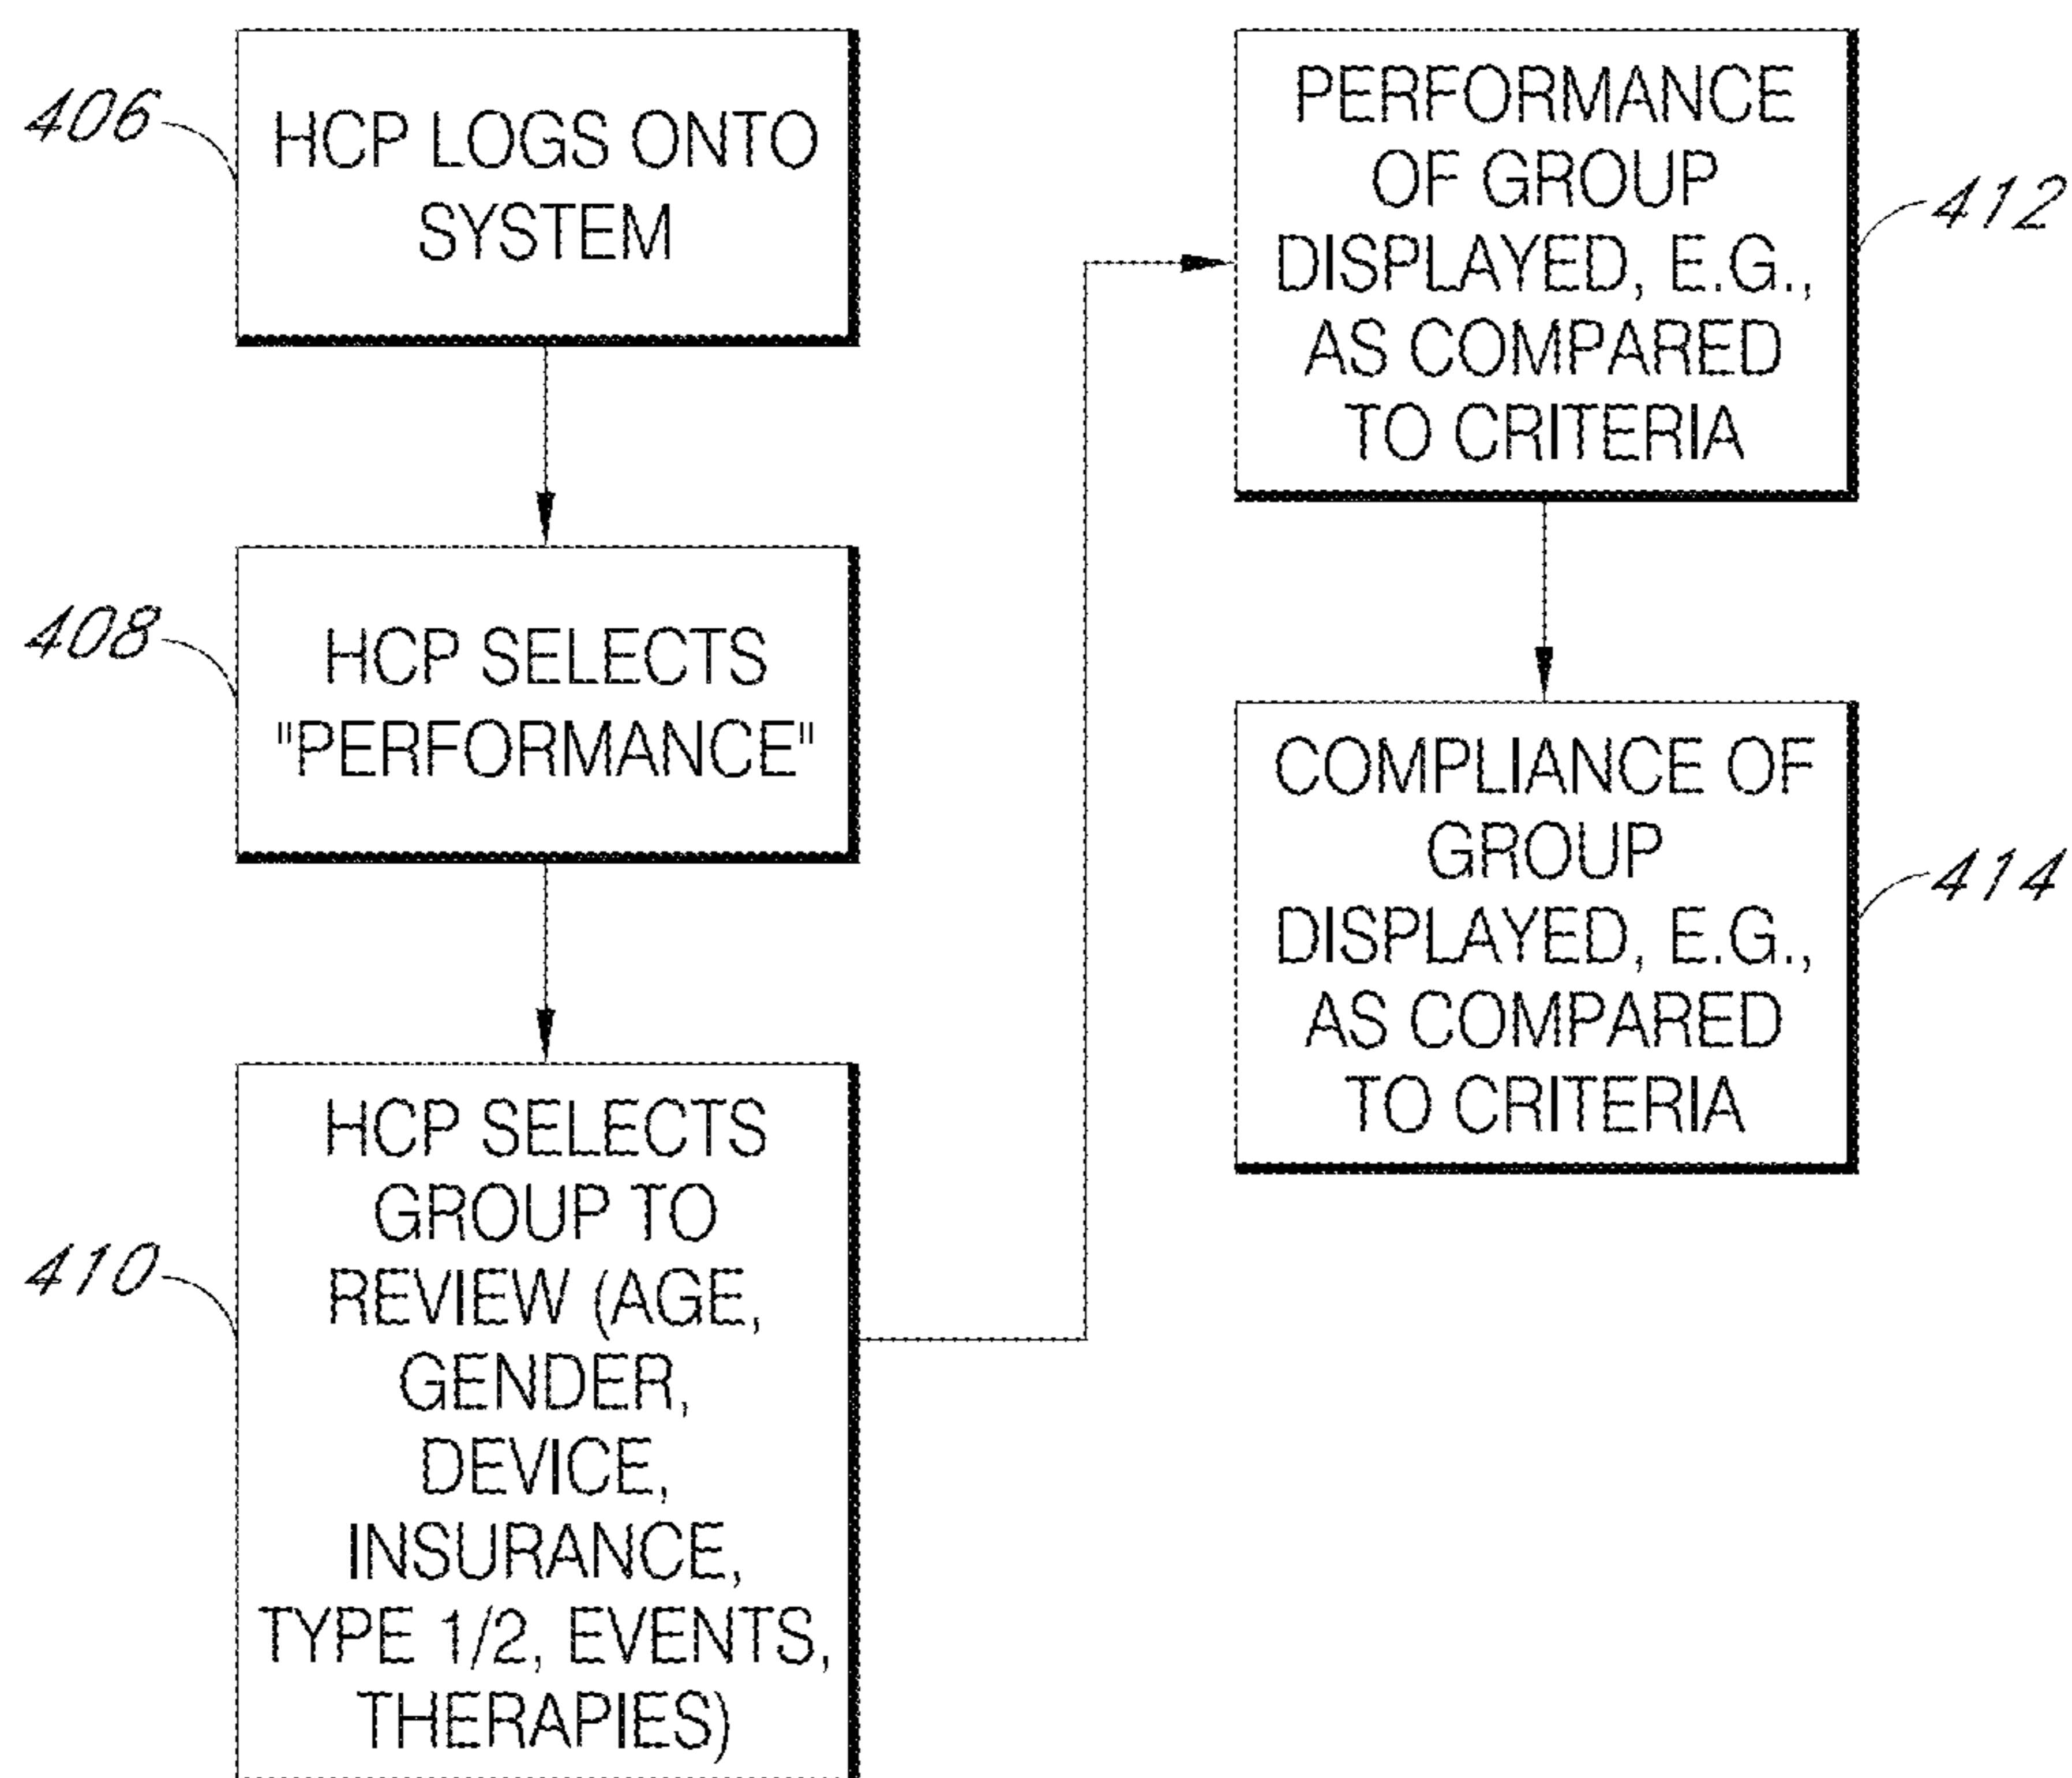 406
HCP LOGS ONTO
SYSTEM
408
HCP SELECTS
"PERFORMANCE"
410
HCP SELECTS
GROUP TO
REVIEW (AGE,
GENDER,
DEVICE,
INSURANCE,
TYPE 1/2, EVENTS,
THERAPIES)
PERFORMANCE
OF GROUP
DISPLAYED, E.G.,
AS COMPARED
TO CRITERIA
412
COMPLIANCE OF
GROUP
DISPLAYED, E.G.,
AS COMPARED
TO CRITERIA
414